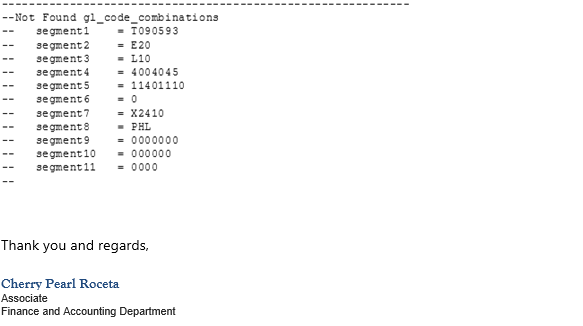 --------------------------------------------------------------------
--Not Found gl_code_combinations
-- segment1 = T090593
-- segment2 = E20
-- segment3 = L10
-- segment4 = 4004045
-- segment5 = 11401110
-- segment6 = 0
-- segment7 = X2410
-- segment8 = PHL
-- segment9 = 0000000
-- segment10 = 000000
-- segment11 = 0000
--
Thank you and regards,
Cherry Pearl Roceta
Associate
Finance and Accounting Department